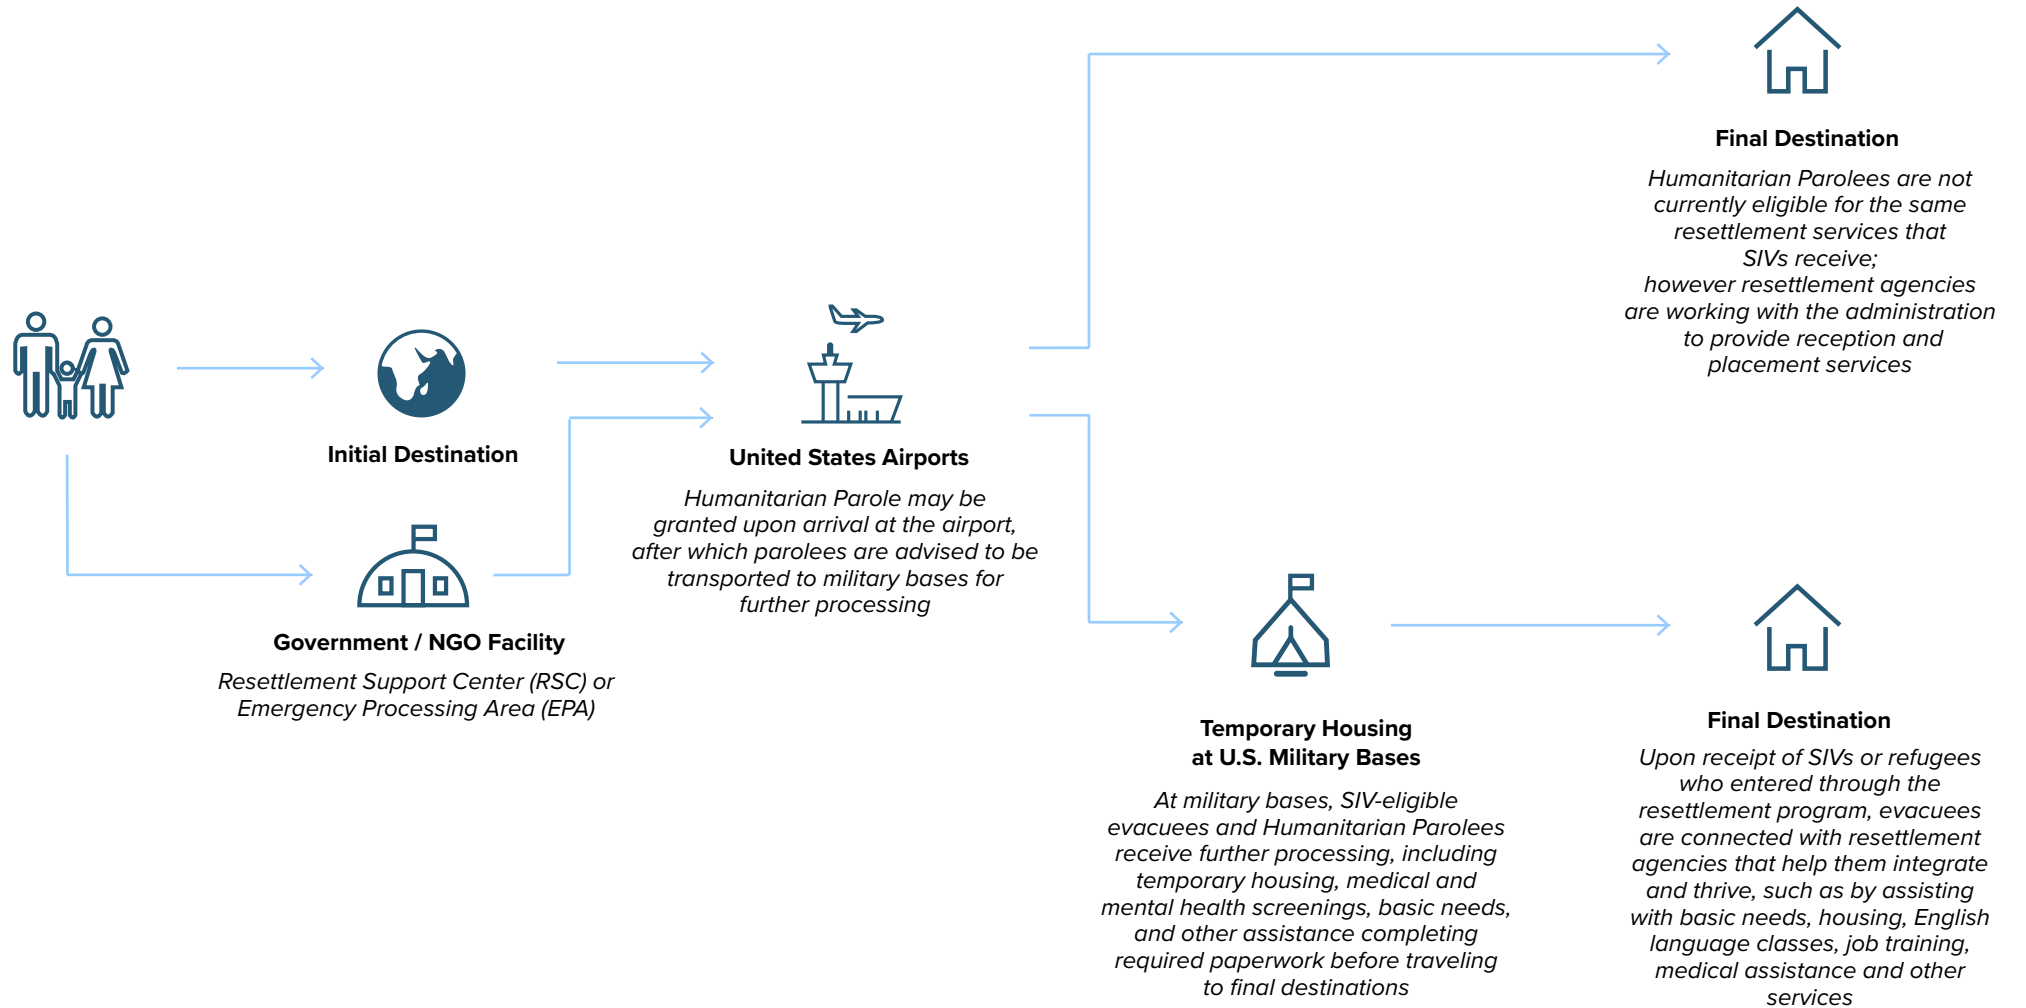 Initial Destination
Government / NGO Facility
Resettlement Support Center (RSC) or
Emergency Processing Area (EPA)
United States Airports
Humanitarian Parole may be
granted upon arrival at the airport,
after which parolees are advised to be
transported to military bases for
further processing
Final Destination
Humanitarian Parolees are not
currently eligible for the same
resettlement services that
SIVs receive;
however resettlement agencies
are working with the administration
to provide reception and
placement services
Temporary Housing
at U.S. Military Bases
At military bases, SIV-eligible
evacuees and Humanitarian Parolees
receive further processing, including
temporary housing, medical and
mental health screenings, basic needs,
and other assistance completing
required paperwork before traveling
to final destinations
Final Destination
Upon receipt of SIVs or refugees
who entered through the
resettlement program, evacuees
are connected with resettlement
agencies that help them integrate
and thrive, such as by assisting
with basic needs, housing, English
language classes, job training,
medical assistance and other
services